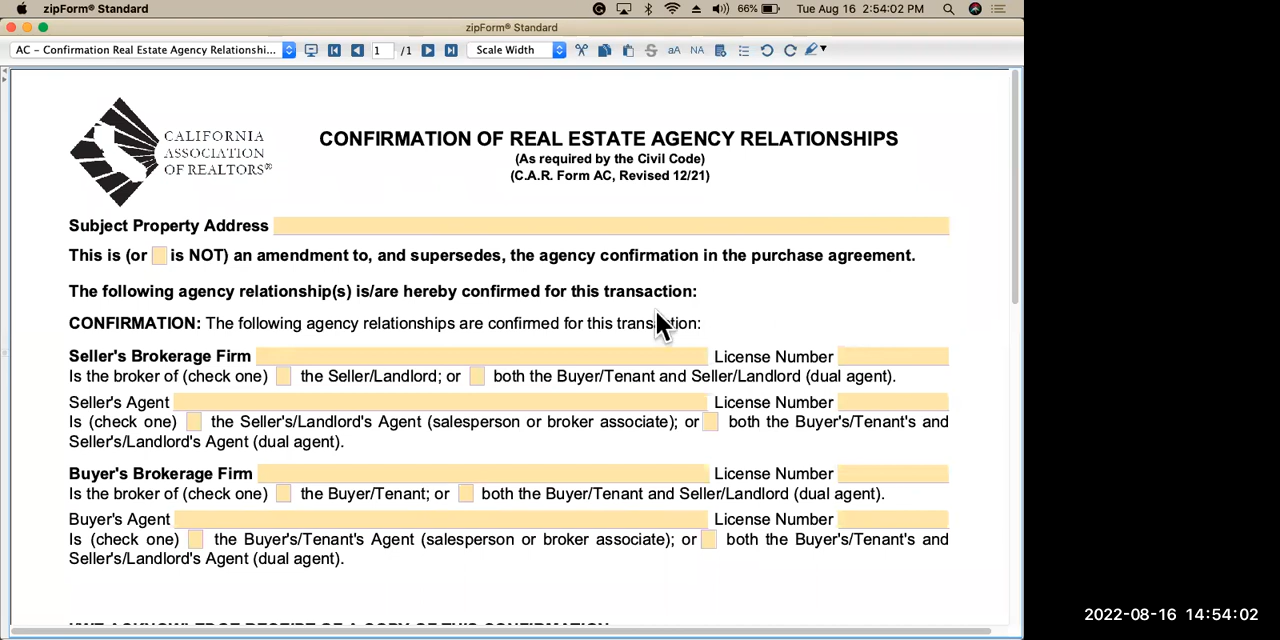 zipForm® Standard
66% Tue Aug 16 2:54:02 PM
zipForm® Standard
AC - Confirmation Real Estate Agency Relationshi... 1 /1 Scale Width aA NA
CALIFORNIA
ASSOCIATION
OF REALTORS®
CONFIRMATION OF REAL ESTATE AGENCY RELATIONSHIPS
(As required by the Civil Code)
(C.A.R. Form AC, Revised 12/21)
Subject Property Address
This is (or is NOT) an amendment to, and supersedes, the agency confirmation in the purchase agreement.
The following agency relationship(s) is/are hereby confirmed for this transaction:
CONFIRMATION: The following agency relationships are confirmed for this transaction:
Seller's Brokerage Firm License Number
Is the broker of (check one) the Seller/Landlord; or both the Buyer/Tenant and Seller/Landlord (dual agent).
Seller's Agent License Number
Is (check one) the Seller's/Landlord's Agent (salesperson or broker associate); or both the Buyer's/Tenant's and
Seller's/Landlord's Agent (dual agent).
Buyer's Brokerage Firm License Number
Is the broker of (check one) the Buyer/Tenant; or both the Buyer/Tenant and Seller/Landlord (dual agent).
Buyer's Agent License Number
Is (check one) the Buyer's/Tenant's Agent (salesperson or broker associate); or both the Buyer's/Tenant's and
Seller's/Landlord's Agent (dual agent).
ACKNOWLEDGE RECEIPT OF A COPY OF THIS CONFIRMATION
2022-08-16 14:54:02